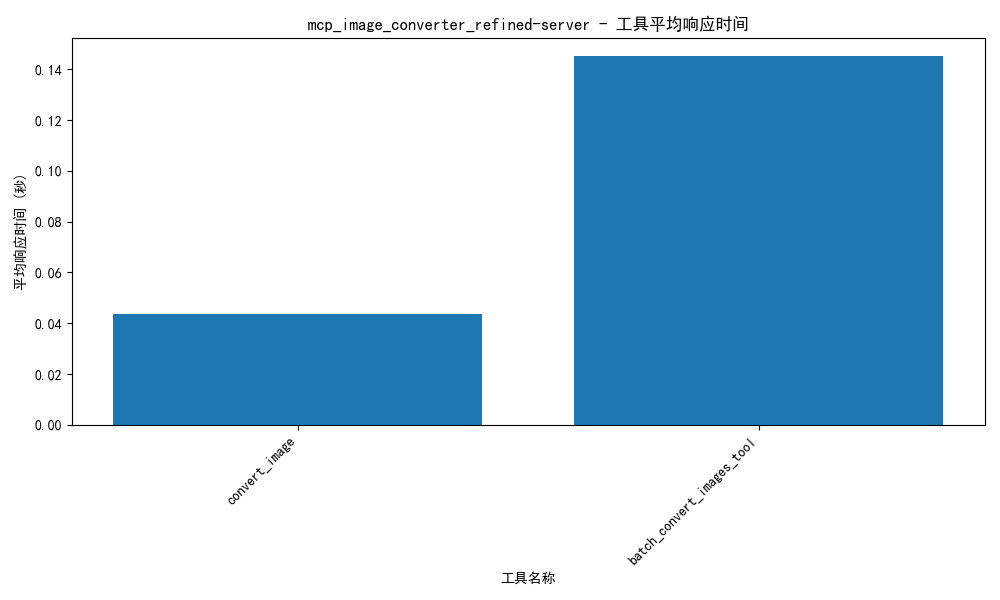 mcp_image_converter_refined-server - 工具平均响应时间
平均响应时间 (秒)
0.14
0.12
0.10
0.08
0.06
0.04
0.02
0.00
convert_image
batch_convert_images_tool
工具名称